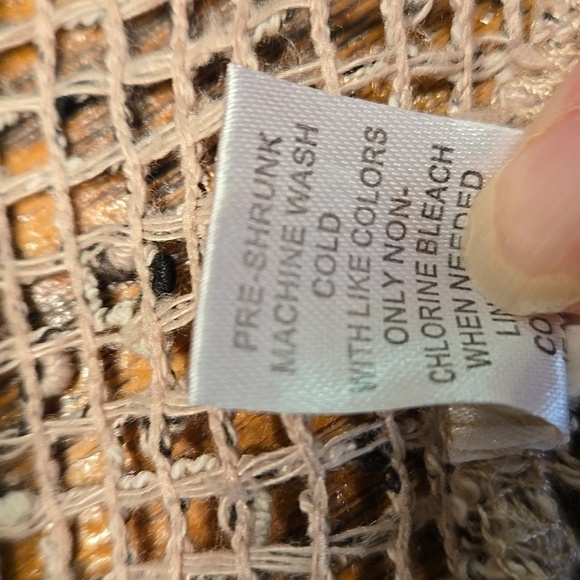 PRE-SHRUNK
MACHINE WASH
COLD
WITH LIKE COLORS
ONLY NON-
CHLORINE BLEACH
WHEN NEEDED